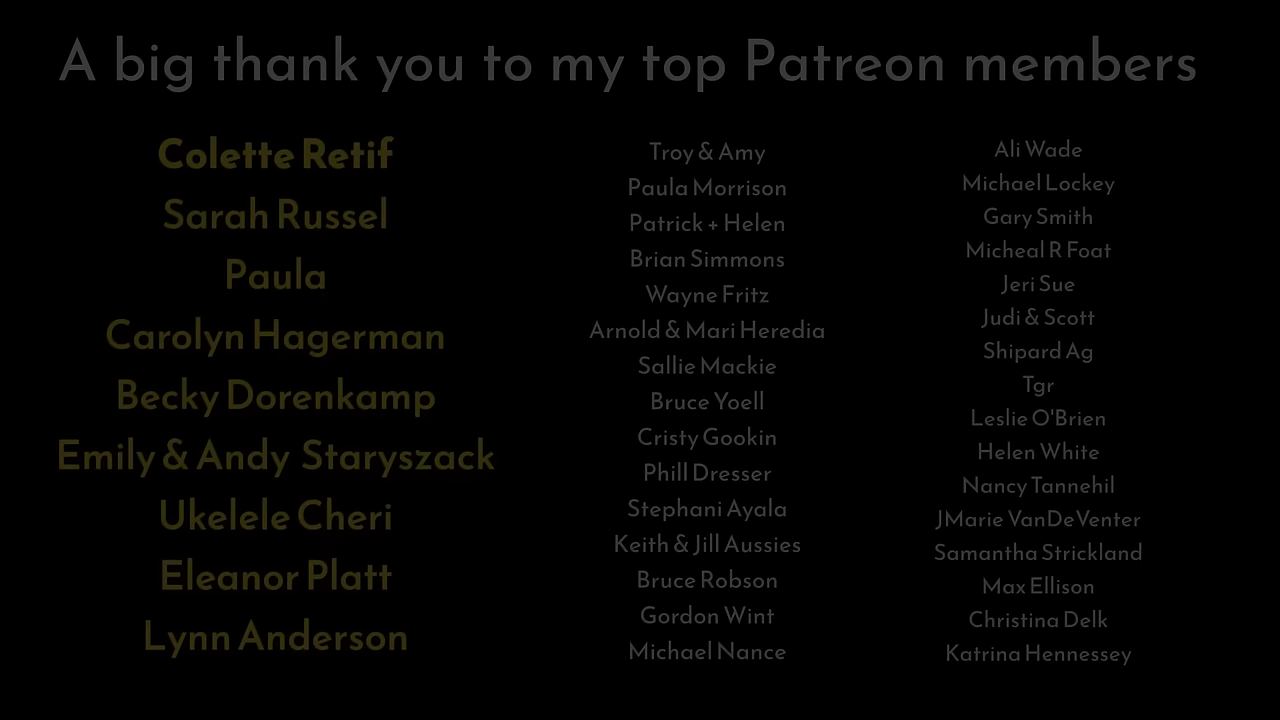 A big thank you to my top Patreon members
Colette Retif
Sarah Russel
Paula
Carolyn Hagerman
Becky Dorenkamp
Emily & Andy Staryszack
Ukelele Cheri
Eleanor Platt
Lynn Anderson
Troy & Amy
Paula Morrison
Patrick + Helen
Brian Simmons
Wayne Fritz
Arnold & Mari Heredia
Sallie Mackie
Bruce Yoell
Cristy Gookin
Phill Dresser
Stephani Ayala
Keith & Jill Aussies
Bruce Robson
Gordon Wint
Michael Nance
Ali Wade
Michael Lockey
Gary Smith
Micheal R Foat
Jeri Sue
Judi & Scott
Shipard Ag
Tgr
Leslie O'Brien
Helen White
Nancy Tannehil
JMarie VanDeVenter
Samantha Strickland
Max Ellison
Christina Delk
Katrina Hennessey